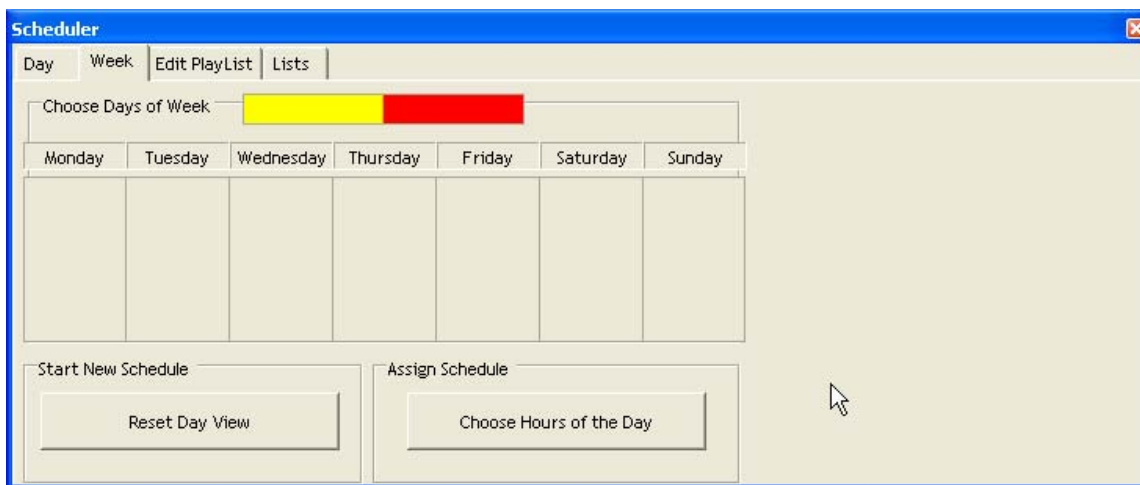 Scheduler
Day Week Edit PlayList Lists
Choose Days of Week
Monday Tuesday Wednesday Thursday Friday Saturday Sunday
Start New Schedule Assign Schedule
Reset Day View Choose Hours of the Day